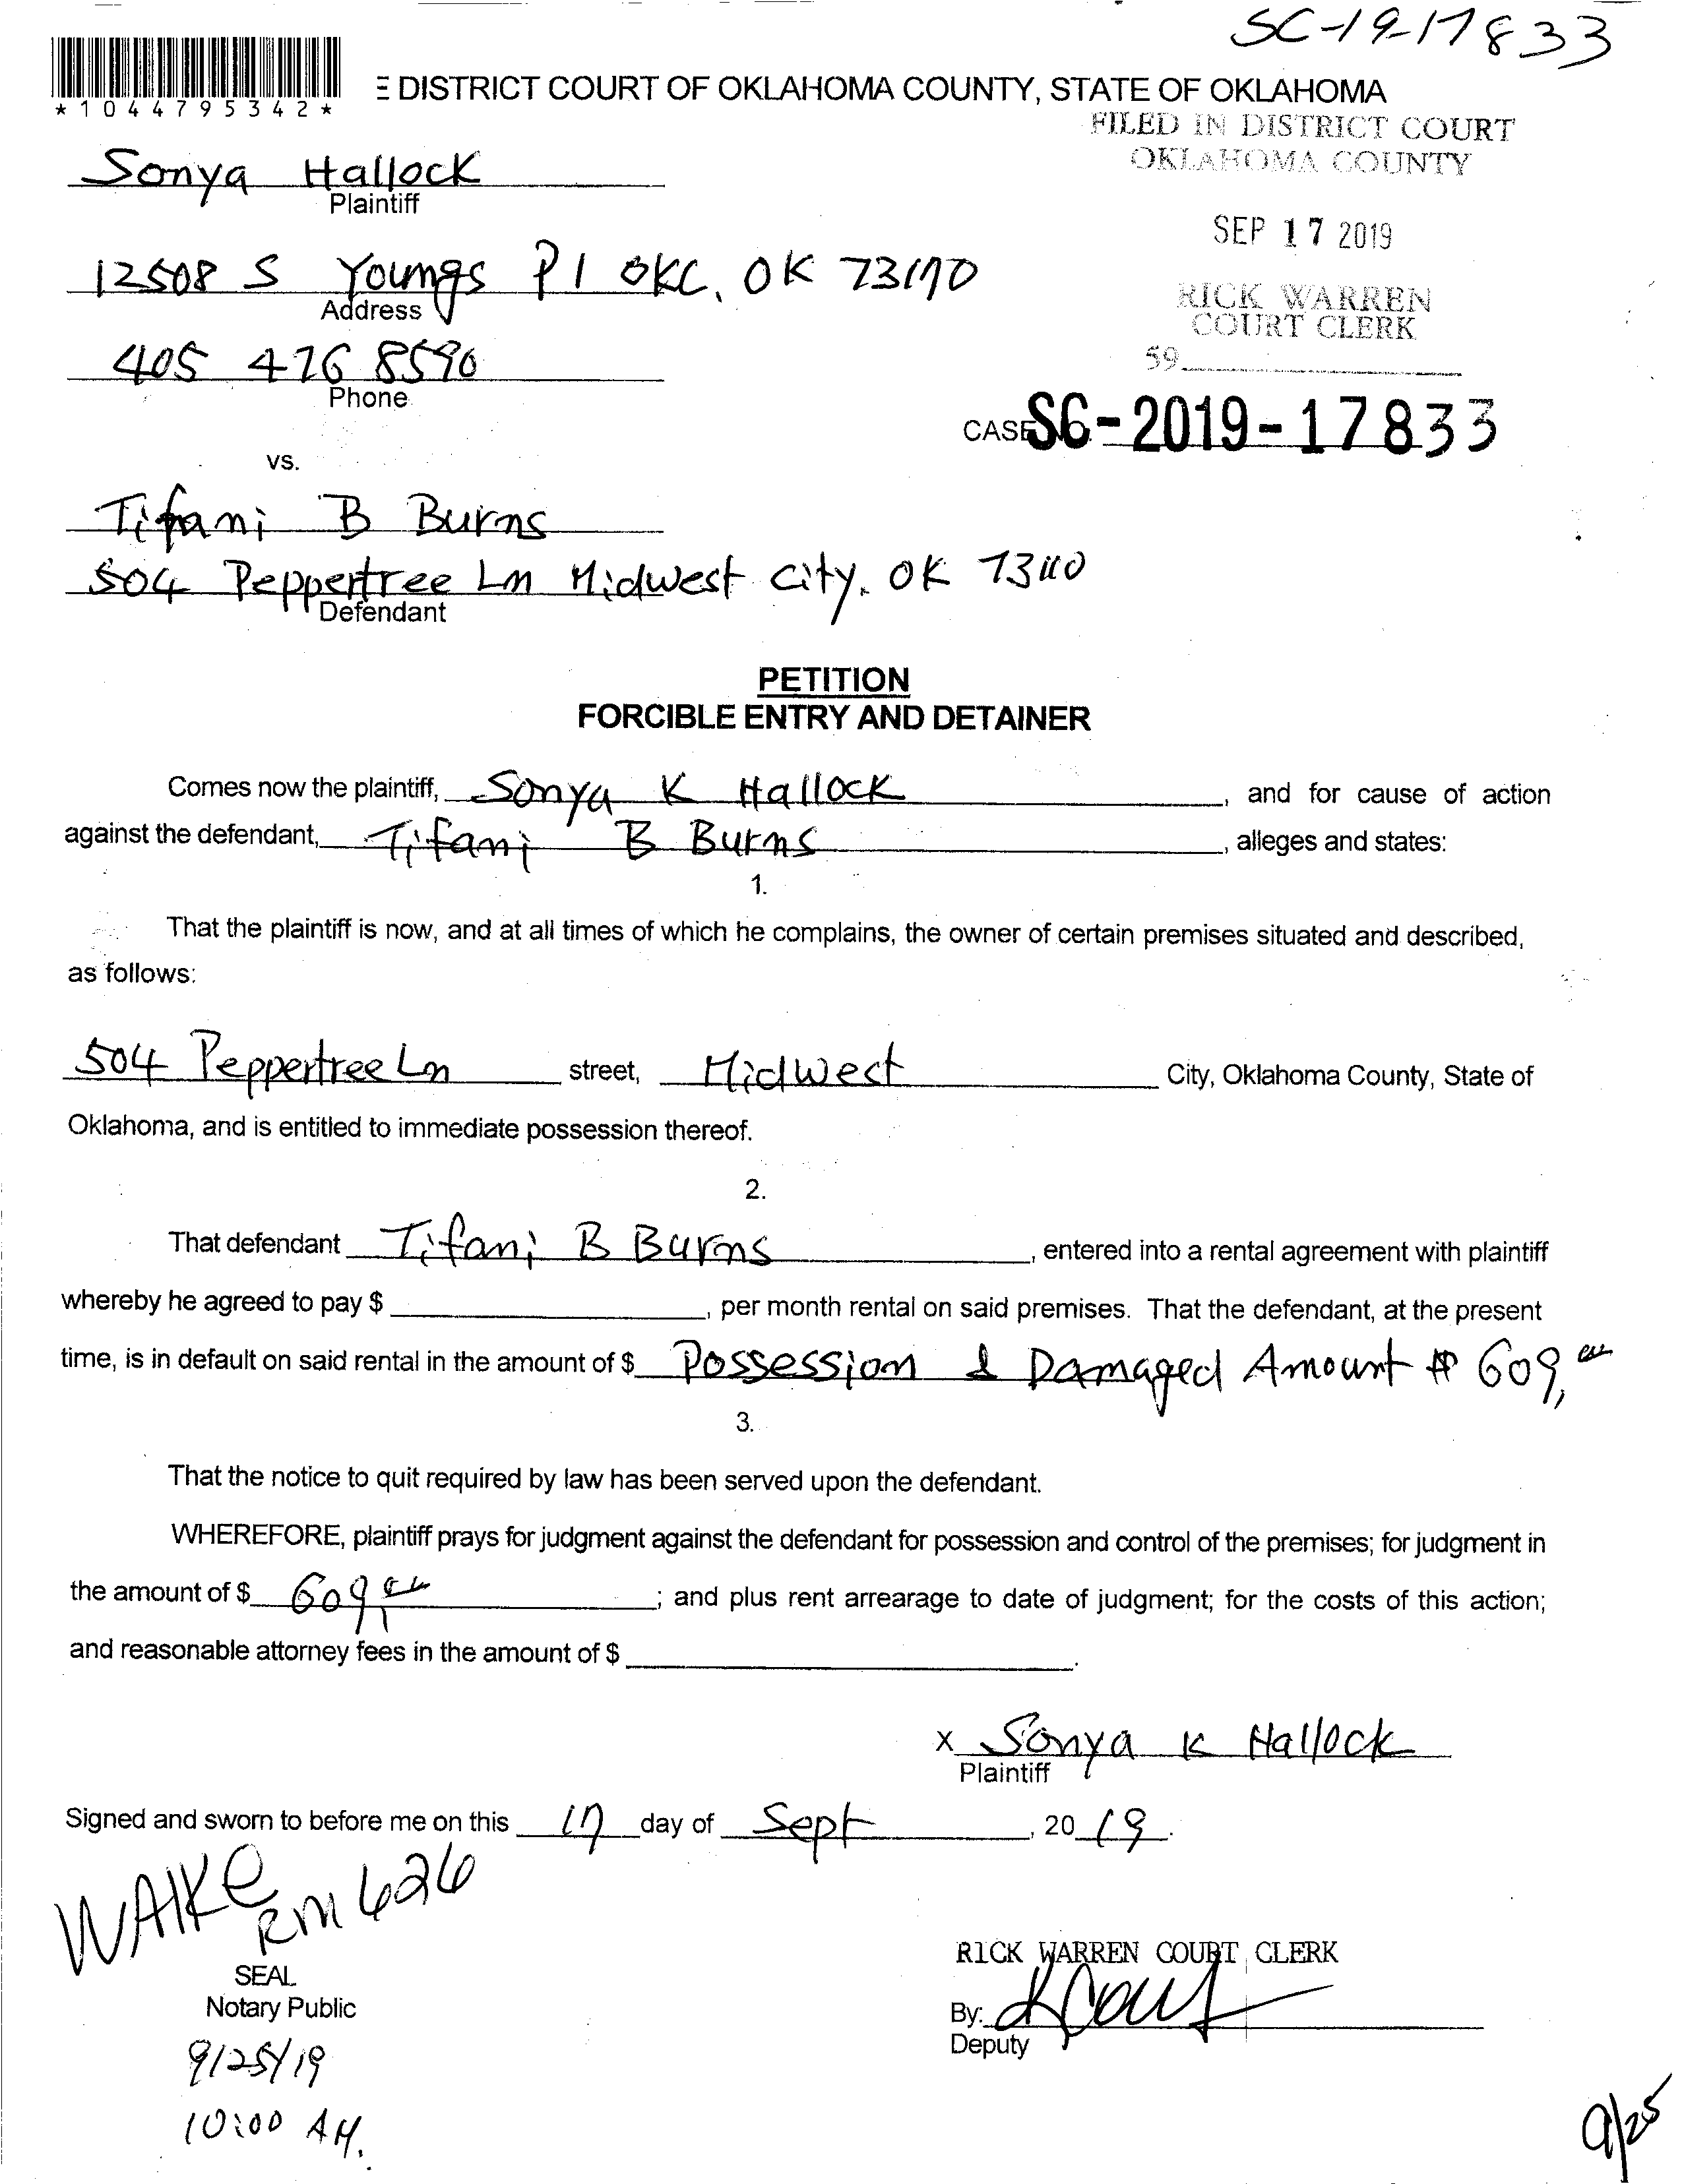 SC-19-17833
*1044795342*
E DISTRICT COURT OF OKLAHOMA COUNTY, STATE OF OKLAHOMA
FILED IN DISTRICT COURT
OKLAHOMA COUNTY
Sonya Hallock
Plaintiff
SEP 17 2019
12508 S Youngs Pl OKC, OK 73170
Address
RICK WARREN
COURT CLERK
405 476 8590
Phone
59
CASE SC-2019-17833
vs.
Tifani B Burns
504 Peppertree Ln Midwest City, OK 73110
Defendant
PETITION
FORCIBLE ENTRY AND DETAINER
Comes now the plaintiff, Sonya K Hallock, and for cause of action
against the defendant, Tifani B Burns, alleges and states:
1.
That the plaintiff is now, and at all times of which he complains, the owner of certain premises situated and described,
as follows:
504 Peppertree Ln street, Midwest City, Oklahoma County, State of
Oklahoma, and is entitled to immediate possession thereof.
2.
That defendant Tifani B Burns, entered into a rental agreement with plaintiff
whereby he agreed to pay $ , per month rental on said premises. That the defendant, at the present
time, is in default on said rental in the amount of $ Possession & Damaged Amount $ 609,
3.
That the notice to quit required by law has been served upon the defendant.
WHEREFORE, plaintiff prays for judgment against the defendant for possession and control of the premises; for judgment in
the amount of $ 609, ; and plus rent arrearage to date of judgment; for the costs of this action;
and reasonable attorney fees in the amount of $ .
x Sonya K Hallock
Plaintiff
Signed and sworn to before me on this 17 day of Sept, 2019.
WAlKe
RM 626
RICK WARREN COURT CLERK
SEAL
Notary Public
By:
Deputy
9/25/19
10:00 AM.
9/25